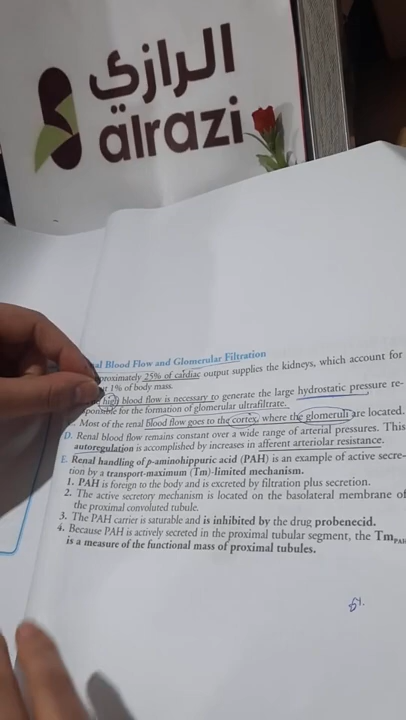 الرازي
alrazi
al Blood Flow and Glomerular Filtration
proximately 25% of cardiac output supplies the kidneys, which account for
1% of body mass.
high blood flow is necessary to generate the large hydrostatic pressure re-
ponsible for the formation of glomerular ultrafiltrate.
Most of the renal blood flow goes to the cortex, where the glomeruli are located.
D. Renal blood flow remains constant over a wide range of arterial pressures. This
autoregulation is accomplished by increases in afferent arteriolar resistance.
E. Renal handling of p-aminohippuric acid (PAH) is an example of active secre-
tion by a transport-maximum (Tm)-limited mechanism.
1. PAH is foreign to the body and is excreted by filtration plus secretion.
2. The active secretory mechanism is located on the basolateral membrane of
the proximal convoluted tubule.
3. The PAH carrier is saturable and is inhibited by the drug probenecid.
4. Because PAH is actively secreted in the proximal tubular segment, the TmPAH
is a measure of the functional mass of proximal tubules.